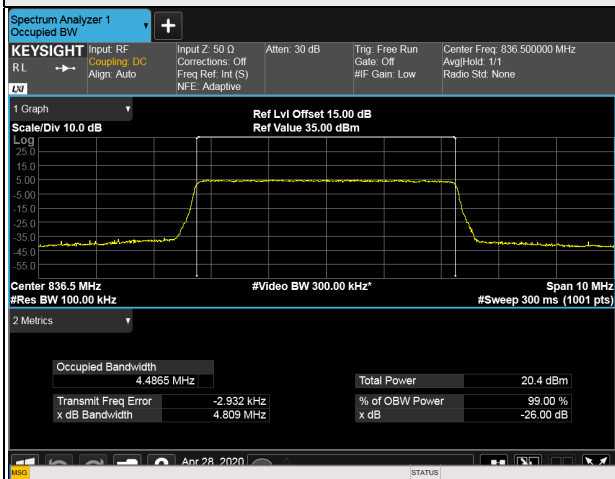 Spectrum Analyzer 1
Occupied BW
+
KEYSIGHT
RL
LXI
Input: RF
Coupling: DC
Align: Auto
Input Z: 50 Ω
Corrections: Off
Freq Ref: Int (S)
NFE: Adaptive
Atten: 30 dB
Trig: Free Run
Gate: Off
#IF Gain: Low
Center Freq: 836.500000 MHz
Avg|Hold: 1/1
Radio Std: None
1 Graph
Scale/Div 10.0 dB
Ref Lvl Offset 15.00 dB
Ref Value 35.00 dBm
Log
25.0
15.0
5.00
-5.00
-15.0
-25.0
-35.0
-45.0
-55.0
Center 836.5 MHz
#Video BW 300.00 kHz*
Span 10 MHz
#Res BW 100.00 kHz
#Sweep 300 ms (1001 pts)
2 Metrics
Occupied Bandwidth
4.4865 MHz
Total Power 20.4 dBm
Transmit Freq Error -2.932 kHz
% of OBW Power 99.00 %
x dB Bandwidth 4.809 MHz
x dB -26.00 dB
Apr 28, 2020
MSG
STATUS